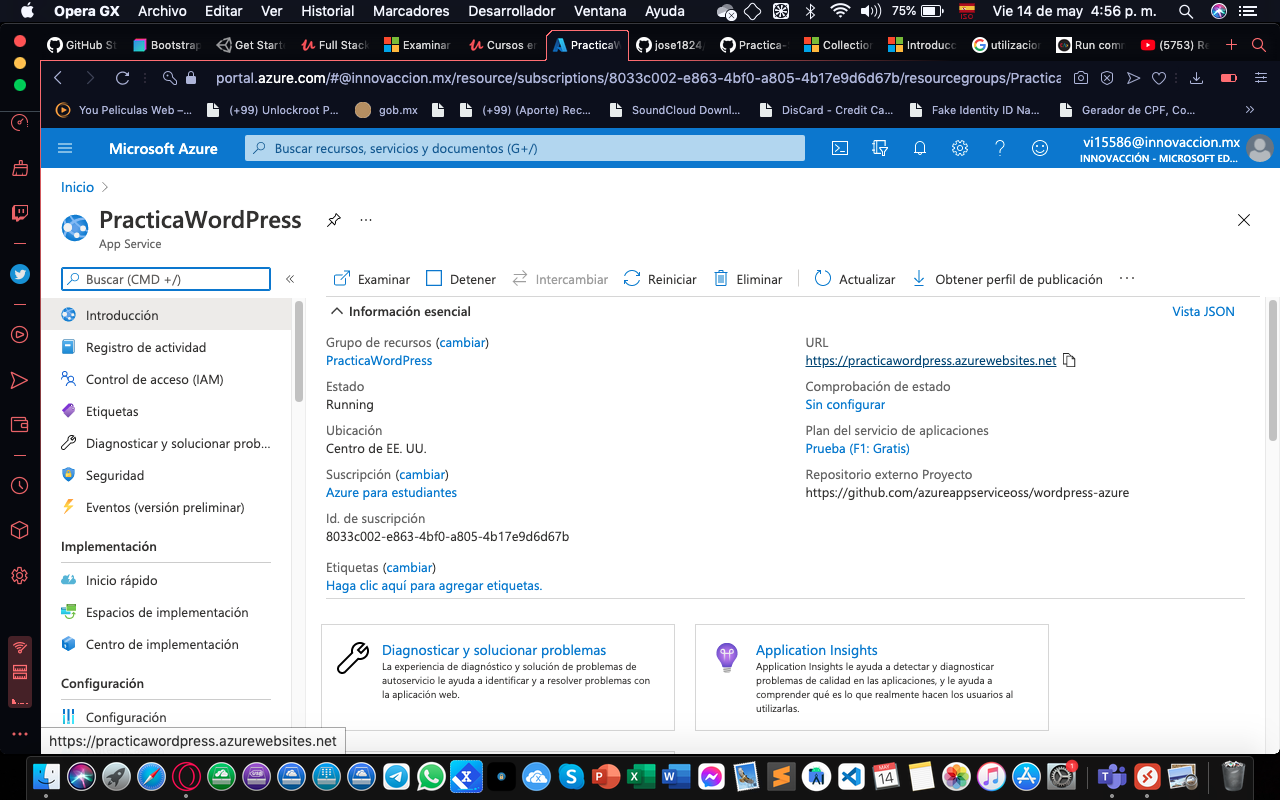 Opera GX Archivo Editar Ver Historial Marcadores Desarrollador Ventana Ayuda 75% ISO Vie 14 de may 4:56 p. m.
GitHub St Bootstrap Get Starte Full Stack Examinar Cursos en PracticaW jose1824/ Practica- Collection Introducc utilizacion Run comm (5753) Re
portal.azure.com/#@innovaccion.mx/resource/subscriptions/8033c002-e863-4bf0-a805-4b17e9d6d67b/resourcegroups/Practica
You Peliculas Web –... (+99) Unlockroot P... gob.mx (+99) (Aporte) Rec... SoundCloud Downl... DisCard - Credit Ca... Fake Identity ID Na... Gerador de CPF, Co... »
Microsoft Azure
Buscar recursos, servicios y documentos (G+/)
vi15586@innovaccion.mx
INNOVACCIÓN - MICROSOFT ED...
Inicio
PracticaWordPress ...
App Service
Buscar (CMD +/) «
Examinar Detener Intercambiar Reiniciar Eliminar Actualizar Obtener perfil de publicación ...
Introducción
Registro de actividad
Control de acceso (IAM)
Etiquetas
Diagnosticar y solucionar prob...
Seguridad
Eventos (versión preliminar)
Implementación
Inicio rápido
Espacios de implementación
Centro de implementación
Configuración
Configuración
Información esencial
Vista JSON
Grupo de recursos (cambiar)
PracticaWordPress
Estado
Running
Ubicación
Centro de EE. UU.
Suscripción (cambiar)
Azure para estudiantes
Id. de suscripción
8033c002-e863-4bf0-a805-4b17e9d6d67b
Etiquetas (cambiar)
Haga clic aquí para agregar etiquetas.
URL
https://practicawordpress.azurewebsites.net
Comprobación de estado
Sin configurar
Plan del servicio de aplicaciones
Prueba (F1: Gratis)
Repositorio externo Proyecto
https://github.com/azureappserviceoss/wordpress-azure
Diagnosticar y solucionar problemas
La experiencia de diagnóstico y solución de problemas de
autoservicio le ayuda a identificar y a resolver problemas con
la aplicación web.
Application Insights
Application Insights le ayuda a detectar y diagnosticar
problemas de calidad en las aplicaciones, y le ayuda a
comprender qué es lo que realmente hacen los usuarios al
utilizarlas.
https://practicawordpress.azurewebsites.net